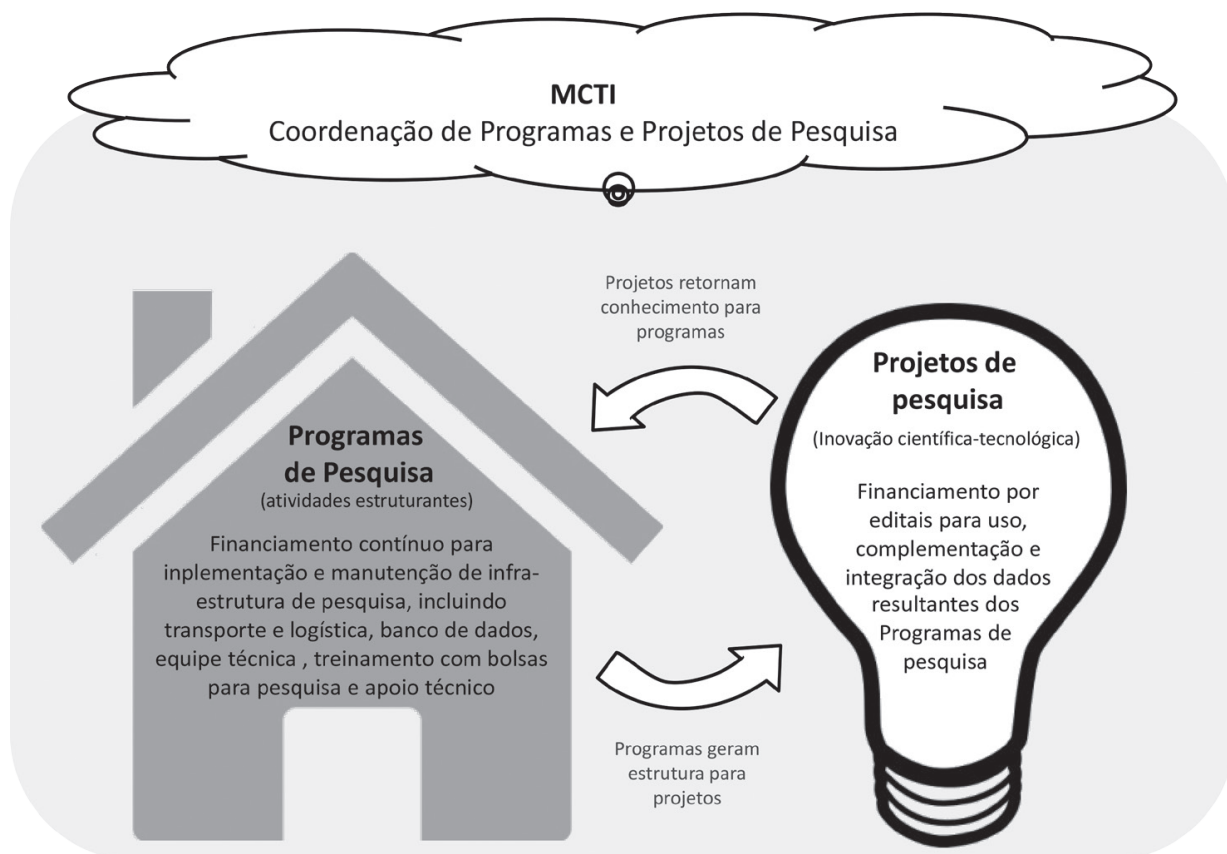 MCTI
Coordenação de Programas e Projetos de Pesquisa
Projetos retornam
conhecimento para
programas
Programas
de Pesquisa
(atividades estruturantes)
Financiamento contínuo para
inplementação e manutenção de infra-
estrutura de pesquisa, incluindo
transporte e logística, banco de dados,
equipe técnica , treinamento com bolsas
para pesquisa e apoio técnico
Projetos de
pesquisa
(Inovação científica-tecnológica)
Financiamento por
editais para uso,
complementação e
integração dos dados
resultantes dos
Programas de
pesquisa
Programas geram
estrutura para
projetos